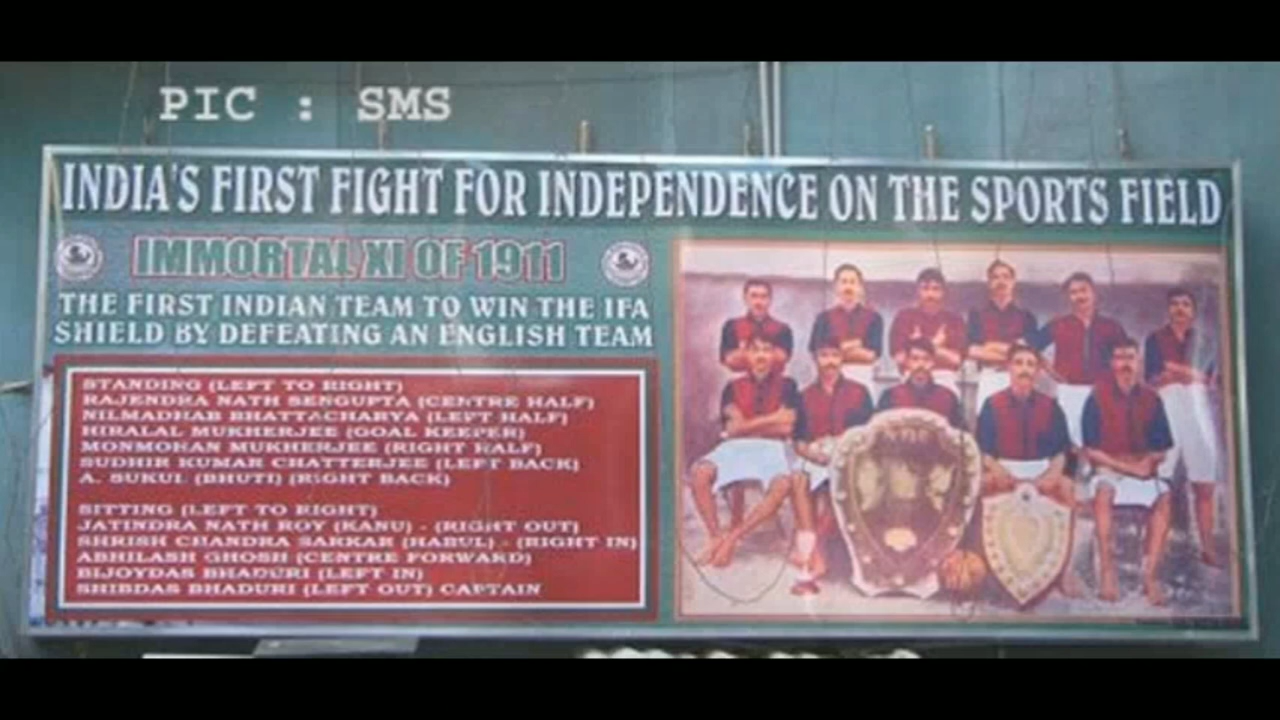 PIC : SMS
INDIA'S FIRST FIGHT FOR INDEPENDENCE ON THE SPORTS FIELD
IMMORTAL XI OF 1911
THE FIRST INDIAN TEAM TO WIN THE IFA
SHIELD BY DEFEATING AN ENGLISH TEAM
STANDING (LEFT TO RIGHT)
RAJENDRA NATH SENGUPTA (CENTRE HALF)
NILMADHAB BHATTACHARYA (LEFT HALF)
HIRALAL MUKHERJEE (GOAL KEEPER)
MONMOHAN MUKHERJEE (RIGHT HALF)
SUDHIR KUMAR CHATTERJEE (LEFT BACK)
A. SUKUL (BHUTI) (RIGHT BACK)
SITTING (LEFT TO RIGHT)
JATINDRA NATH ROY (KANU) - (RIGHT OUT)
SHRISH CHANDRA SARKAR (HABUL) - (RIGHT IN)
ABHILASH GHOSH (CENTRE FORWARD)
BIJOYDAS BHADURI (LEFT IN)
SHIBDAS BHADURI (LEFT OUT) CAPTAIN